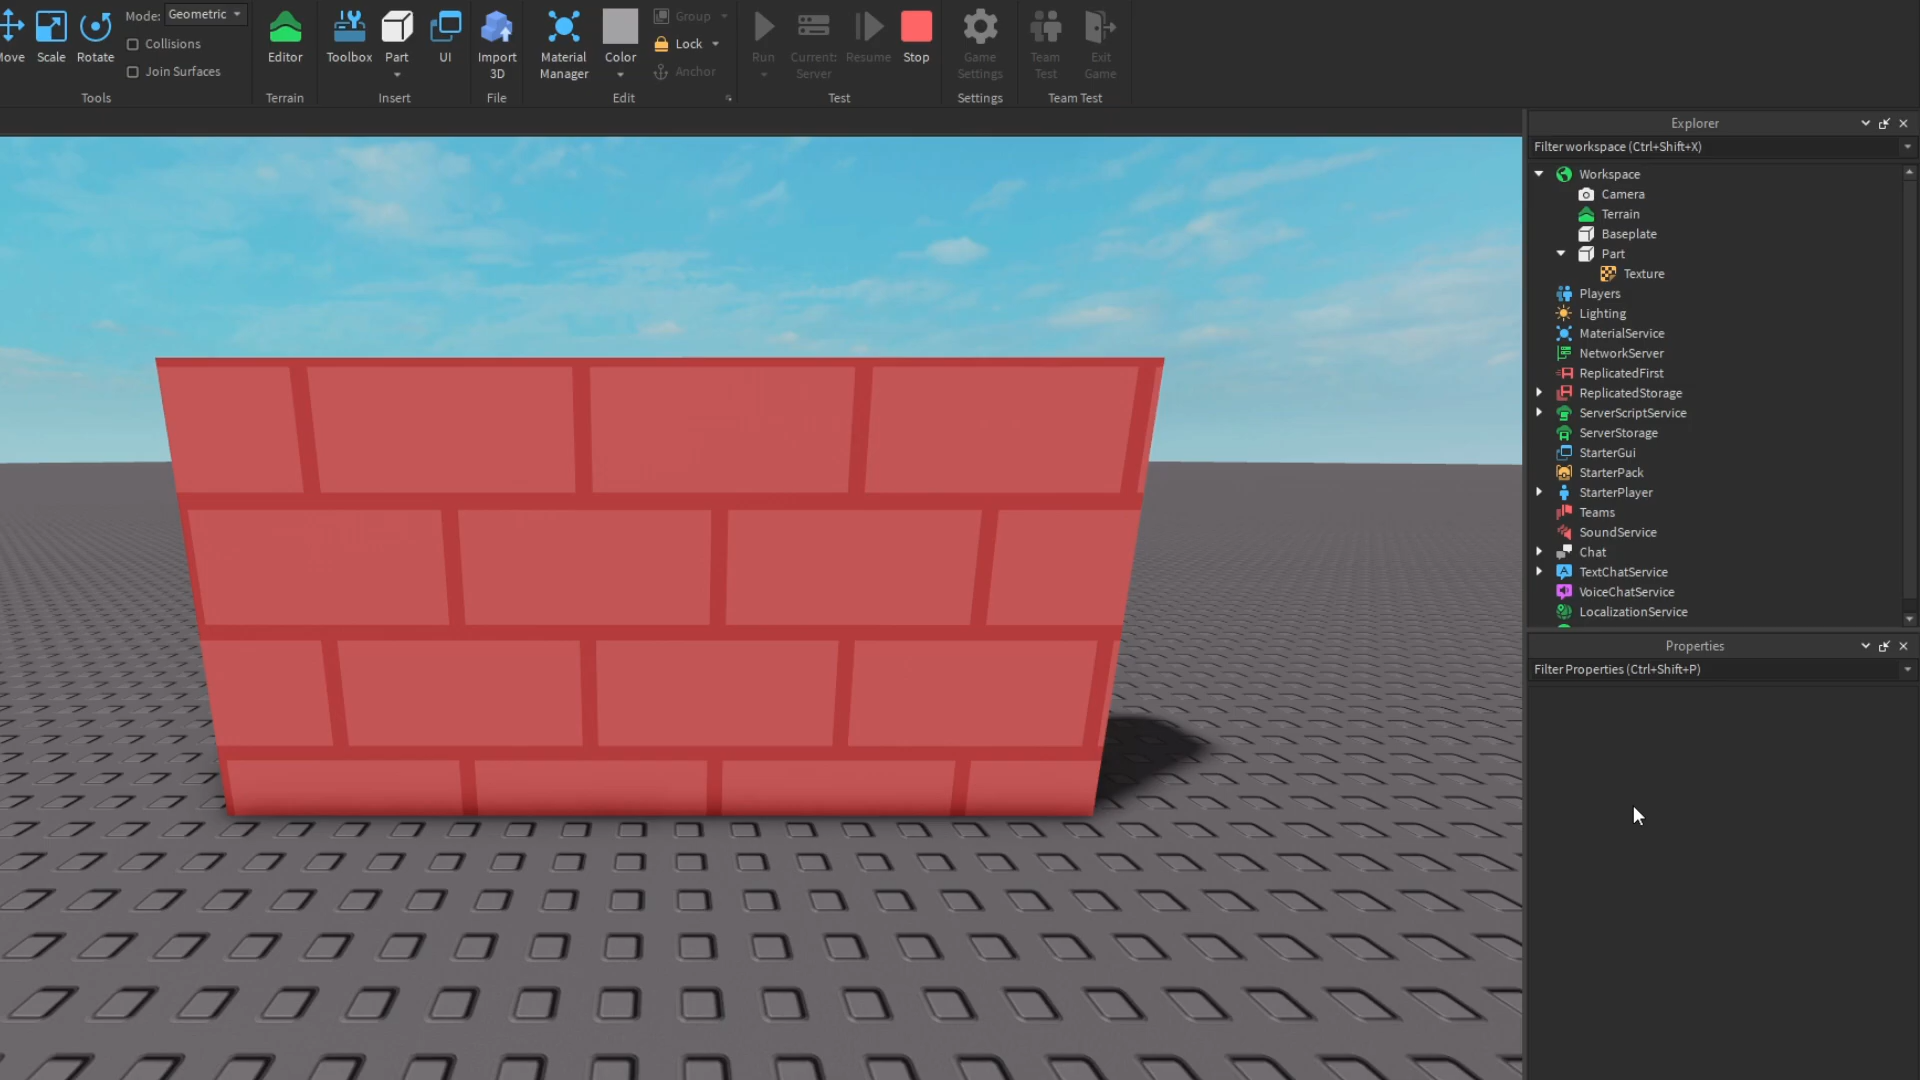 Mode: Geometric
Move
Scale
Rotate
Collisions
Join Surfaces
Tools
Editor
Terrain
Toolbox
Part
UI
Insert
Import
3D
File
Material
Manager
Color
Group
Lock
Anchor
Edit
Run
Current:
Server
Resume
Stop
Test
Game
Settings
Settings
Team
Test
Exit
Game
Team Test
Explorer
Filter workspace (Ctrl+Shift+X)
Workspace
Camera
Terrain
Baseplate
Part
Texture
Players
Lighting
MaterialService
NetworkServer
ReplicatedFirst
ReplicatedStorage
ServerScriptService
ServerStorage
StarterGui
StarterPack
StarterPlayer
Teams
SoundService
Chat
TextChatService
VoiceChatService
LocalizationService
Properties
Filter Properties (Ctrl+Shift+P)